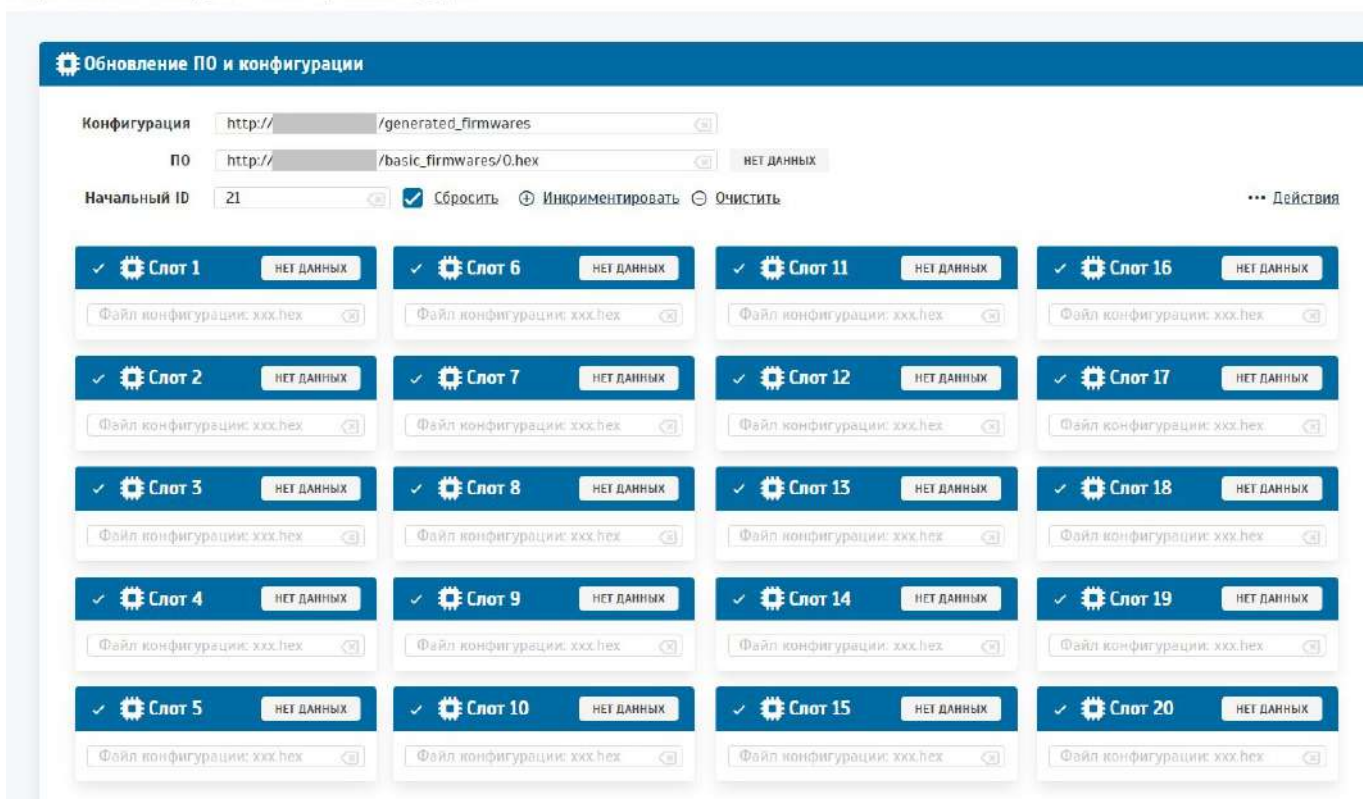 Обновление ПО и конфигурации
Конфигурация http:// /generated_firmwares
ПО http:// /basic_firmwares/0.hex НЕТ ДАННЫХ
Начальный ID 21 Сбросить Инкриментировать Очистить ••• Действия
Слот 1 НЕТ ДАННЫХ Слот 6 НЕТ ДАННЫХ Слот 11 НЕТ ДАННЫХ Слот 16 НЕТ ДАННЫХ
Файл конфигурации: xxx.hex Файл конфигурации: xxx.hex Файл конфигурации: xxx.hex Файл конфигурации: xxx.hex
Слот 2 НЕТ ДАННЫХ Слот 7 НЕТ ДАННЫХ Слот 12 НЕТ ДАННЫХ Слот 17 НЕТ ДАННЫХ
Файл конфигурации: xxx.hex Файл конфигурации: xxx.hex Файл конфигурации: xxx.hex Файл конфигурации: xxx.hex
Слот 3 НЕТ ДАННЫХ Слот 8 НЕТ ДАННЫХ Слот 13 НЕТ ДАННЫХ Слот 18 НЕТ ДАННЫХ
Файл конфигурации: xxx.hex Файл конфигурации: xxx.hex Файл конфигурации: xxx.hex Файл конфигурации: xxx.hex
Слот 4 НЕТ ДАННЫХ Слот 9 НЕТ ДАННЫХ Слот 14 НЕТ ДАННЫХ Слот 19 НЕТ ДАННЫХ
Файл конфигурации: xxx.hex Файл конфигурации: xxx.hex Файл конфигурации: xxx.hex Файл конфигурации: xxx.hex
Слот 5 НЕТ ДАННЫХ Слот 10 НЕТ ДАННЫХ Слот 15 НЕТ ДАННЫХ Слот 20 НЕТ ДАННЫХ
Файл конфигурации: xxx.hex Файл конфигурации: xxx.hex Файл конфигурации: xxx.hex Файл конфигурации: xxx.hex